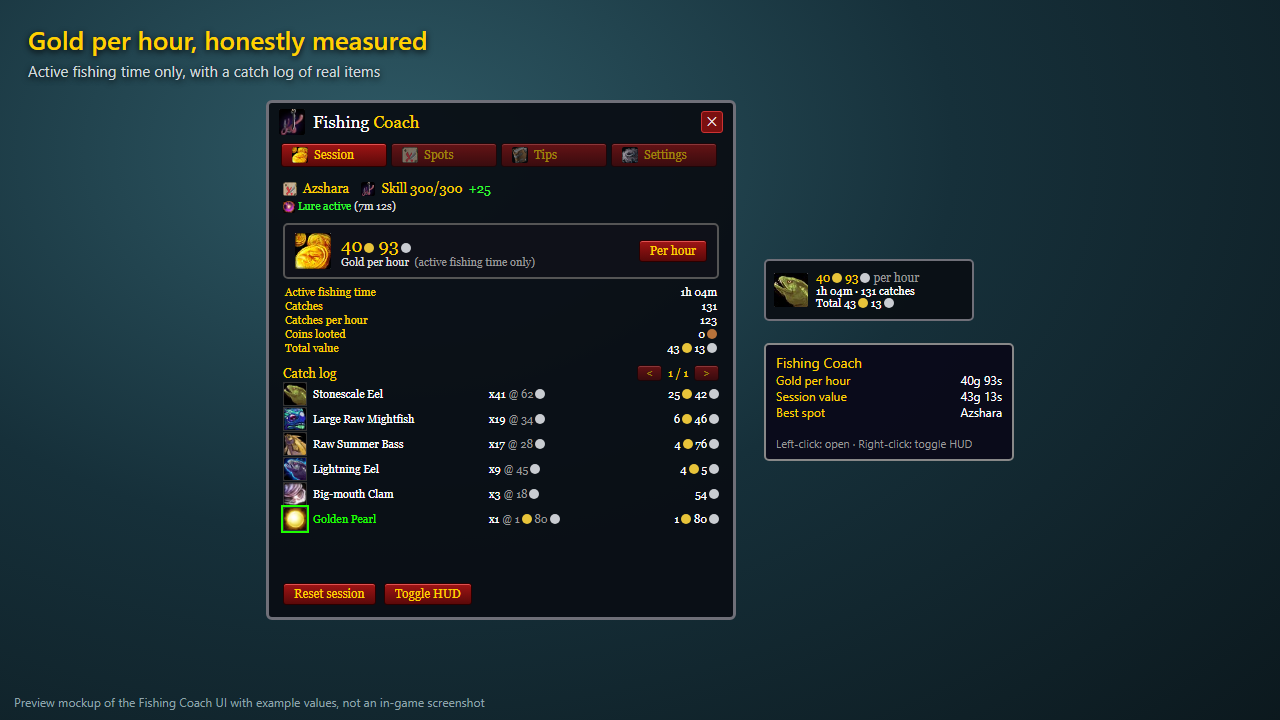 Gold per hour, honestly measured
Active fishing time only, with a catch log of real items
Fishing Coach
Session Spots Tips Settings
Azshara Skill 300/300 +25
Lure active (7m 12s)
40 93
Gold per hour (active fishing time only)
Per hour
Active fishing time 1h 04m
Catches 131
Catches per hour 123
Coins looted 0
Total value 43 13
Catch log < 1 / 1 >
Stonescale Eel x41 @ 62 25 42
Large Raw Mightfish x19 @ 34 6 46
Raw Summer Bass x17 @ 28 4 76
Lightning Eel x9 @ 45 4 5
Big-mouth Clam x3 @ 18 54
Golden Pearl x1 @ 1 80 1 80
Reset session Toggle HUD
40 93 per hour
1h 04m · 131 catches
Total 43 13
Fishing Coach
Gold per hour 40g 93s
Session value 43g 13s
Best spot Azshara
Left-click: open · Right-click: toggle HUD
Preview mockup of the Fishing Coach UI with example values, not an in-game screenshot